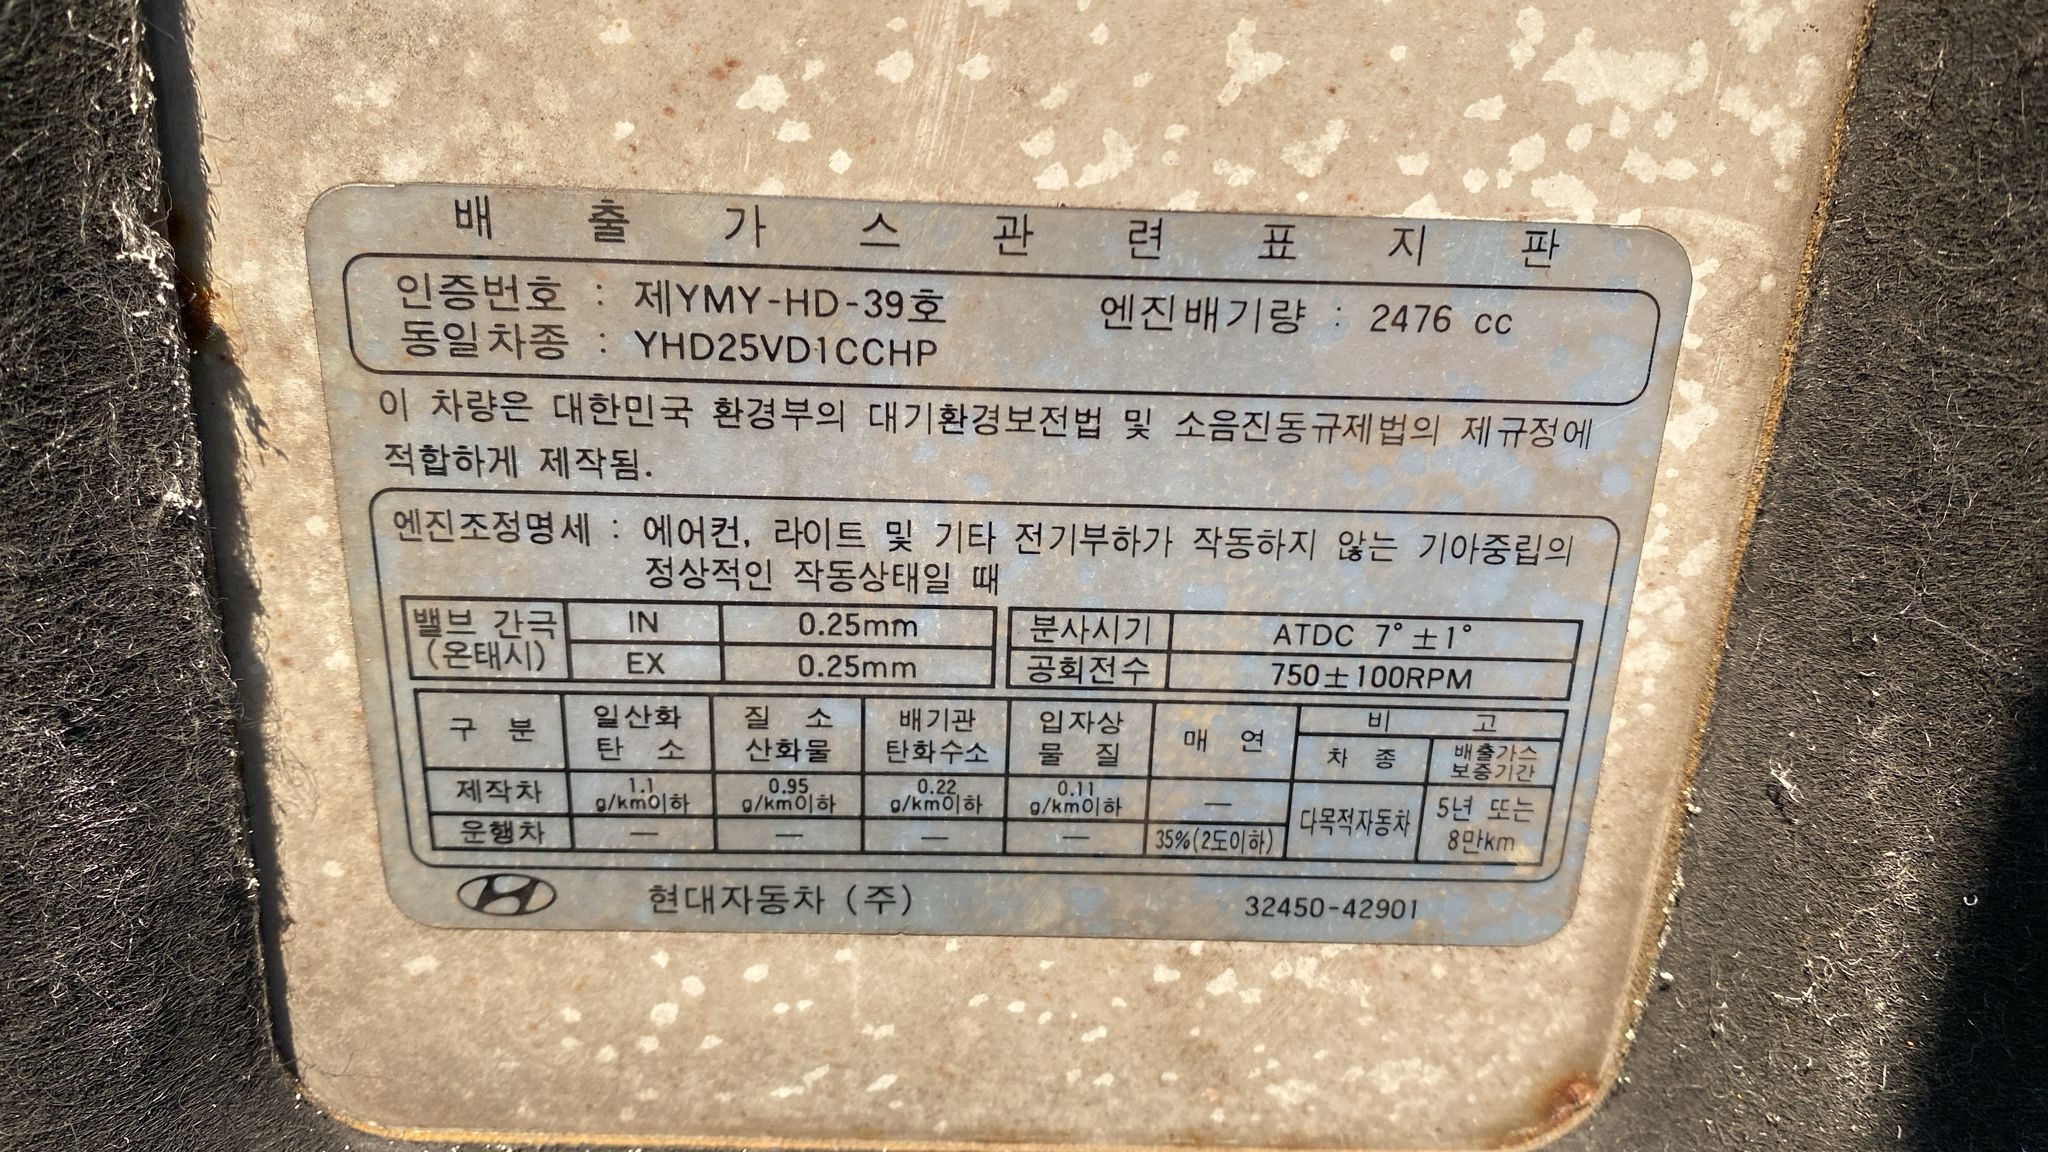 배출가스관련표지판
인증번호 : 제YMY-HD-39호 엔진배기량 : 2476 cc
동일차종 : YHD25VD1CCHP
이 차량은 대한민국 환경부의 대기환경보전법 및 소음진동규제법의 제규정에
적합하게 제작됨.
엔진조정명세 : 에어컨, 라이트 및 기타 전기부하가 작동하지 않는 기아중립의
정상적인 작동상태일 때
밸브 간극 (온태시) IN 0.25mm 분사시기 ATDC 7°±1°
EX 0.25mm 공회전수 750±100RPM
구 분 일산화탄소 질소산화물 배기관탄화수소 입자상물질 매연 비고
차종 배출가스보증기간
제작차 1.1 g/km이하 0.95 g/km이하 0.22 g/km이하 0.11 g/km이하 — 다목적자동차 5년 또는 8만km
운행차 — — — — 35%(2도이하)
현대자동차 (주) 32450-42901